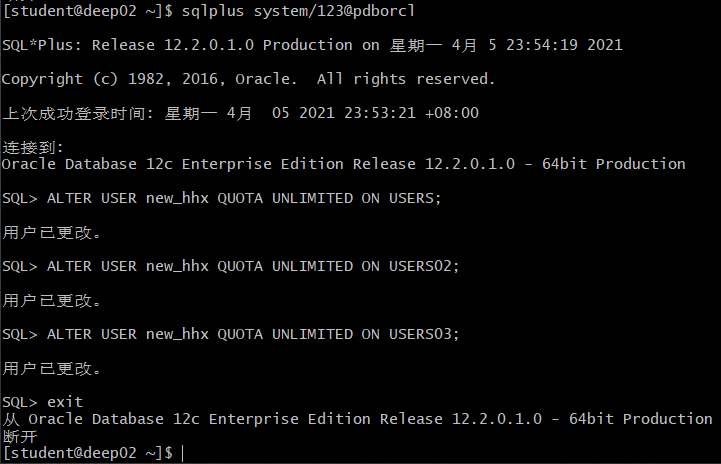 [student@deep02 ~]$ sqlplus system/123@pdborcl
SQL*Plus: Release 12.2.0.1.0 Production on 星期一 4月 5 23:54:19 2021
Copyright (c) 1982, 2016, Oracle.  All rights reserved.
上次成功登录时间: 星期一 4月  05 2021 23:53:21 +08:00
连接到:
Oracle Database 12c Enterprise Edition Release 12.2.0.1.0 - 64bit Production
SQL> ALTER USER new_hhx QUOTA UNLIMITED ON USERS;
用户已更改。
SQL> ALTER USER new_hhx QUOTA UNLIMITED ON USERS02;
用户已更改。
SQL> ALTER USER new_hhx QUOTA UNLIMITED ON USERS03;
用户已更改。
SQL> exit
从 Oracle Database 12c Enterprise Edition Release 12.2.0.1.0 - 64bit Production
断开
[student@deep02 ~]$